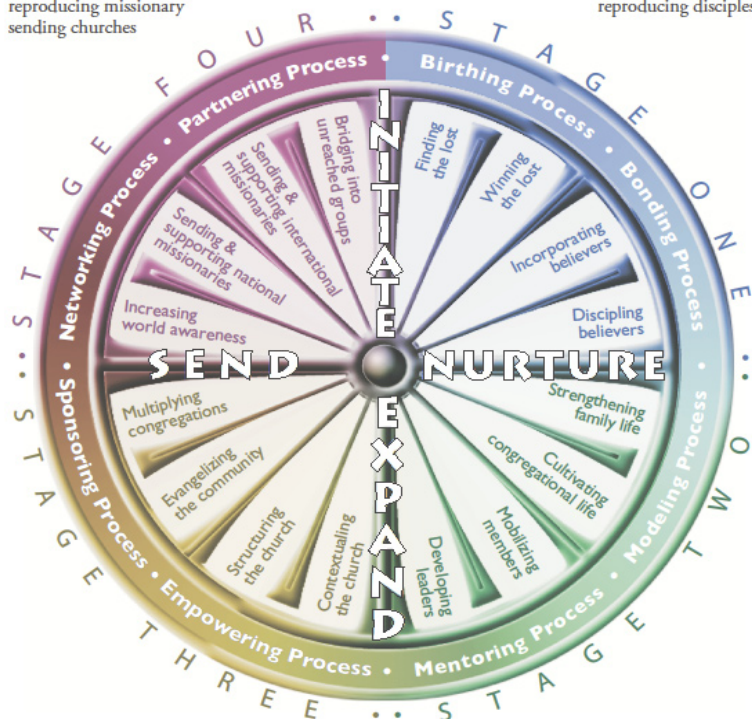 reproducing missionary
sending churches
reproducing disciples
STAGE ONE
STAGE TWO
STAGE THREE
STAGE FOUR
Birthing Process •
Bonding Process •
Modeling Process •
Mentoring Process •
Empowering Process •
Sponsoring Process •
Networking Process •
Partnering Process •
INITIATE
NURTURE
EXPAND
SEND
Finding
the lost
Winning
the lost
Incorporating
believers
Discipling
believers
Strengthening
family life
Cultivating
congregational life
Mobilizing
members
Developing
leaders
Contextualing
the church
Structuring
the church
Evangelizing
the community
Multiplying
congregations
Increasing
world awareness
Sending &
supporting national
missionaries
Sending &
supporting international
missionaries
Bridging into
unreached groups